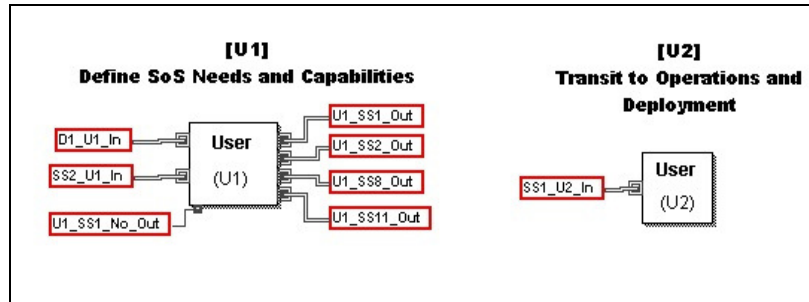 [U1]
Define SoS Needs and Capabilities
D1_U1_In
SS2_U1_In
U1_SS1_No_Out
User
(U1)
U1_SS1_Out
U1_SS2_Out
U1_SS8_Out
U1_SS11_Out
[U2]
Transit to Operations and
Deployment
SS1_U2_In
User
(U2)